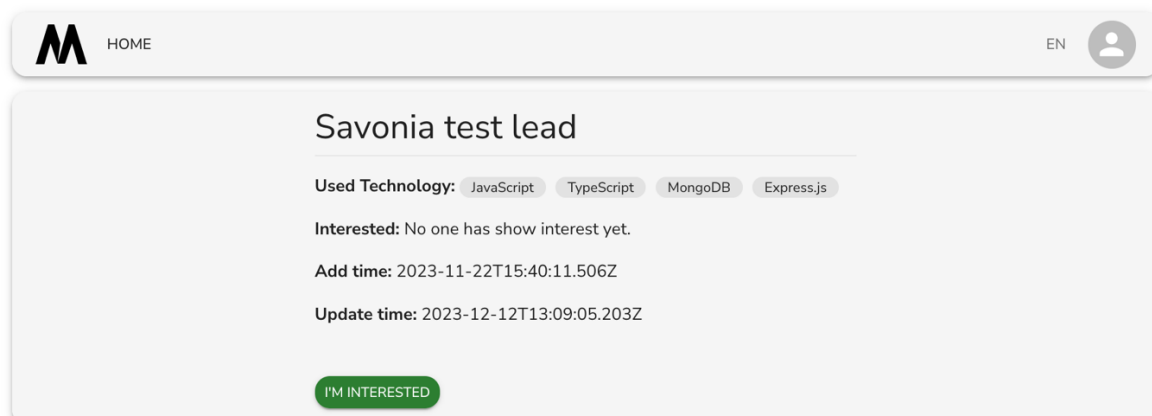 HOME EN
Savonia test lead
Used Technology: JavaScript TypeScript MongoDB Express.js
Interested: No one has show interest yet.
Add time: 2023-11-22T15:40:11.506Z
Update time: 2023-12-12T13:09:05.203Z
I'M INTERESTED